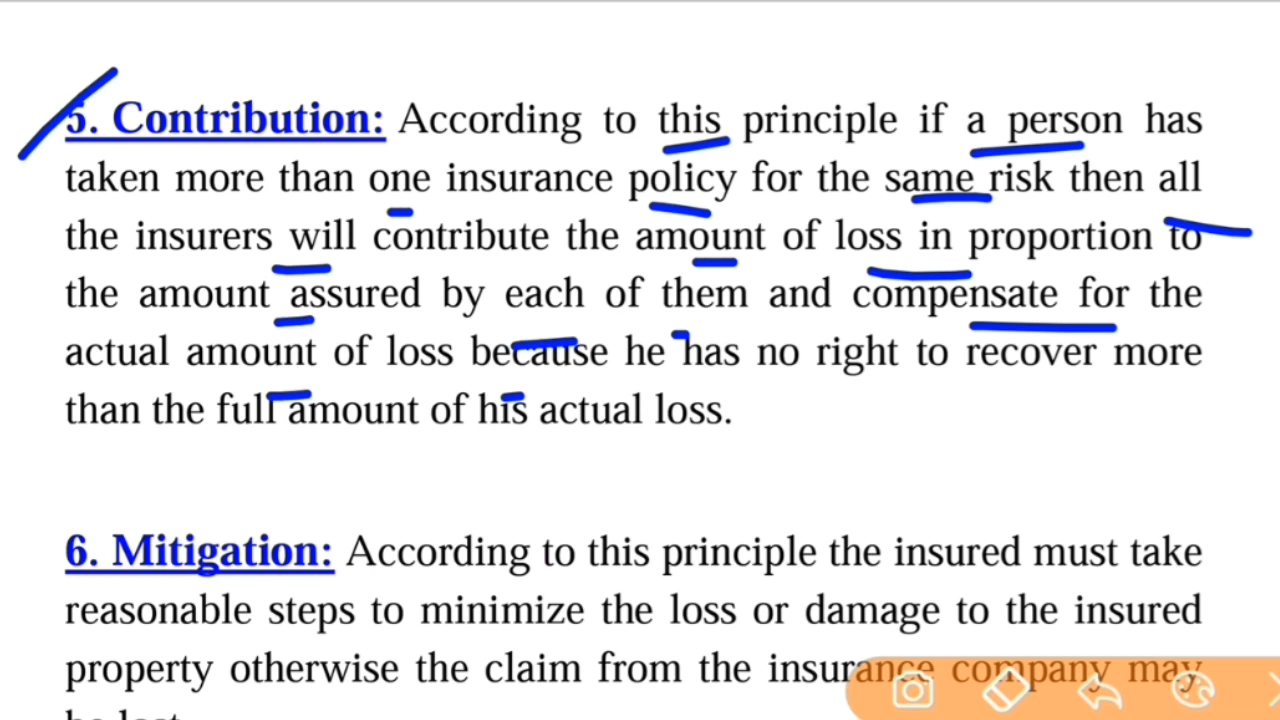 5. Contribution: According to this principle if a person has
taken more than one insurance policy for the same risk then all
the insurers will contribute the amount of loss in proportion to
the amount assured by each of them and compensate for the
actual amount of loss because he has no right to recover more
than the full amount of his actual loss.
6. Mitigation: According to this principle the insured must take
reasonable steps to minimize the loss or damage to the insured
property otherwise the claim from the insurance company may
be lost